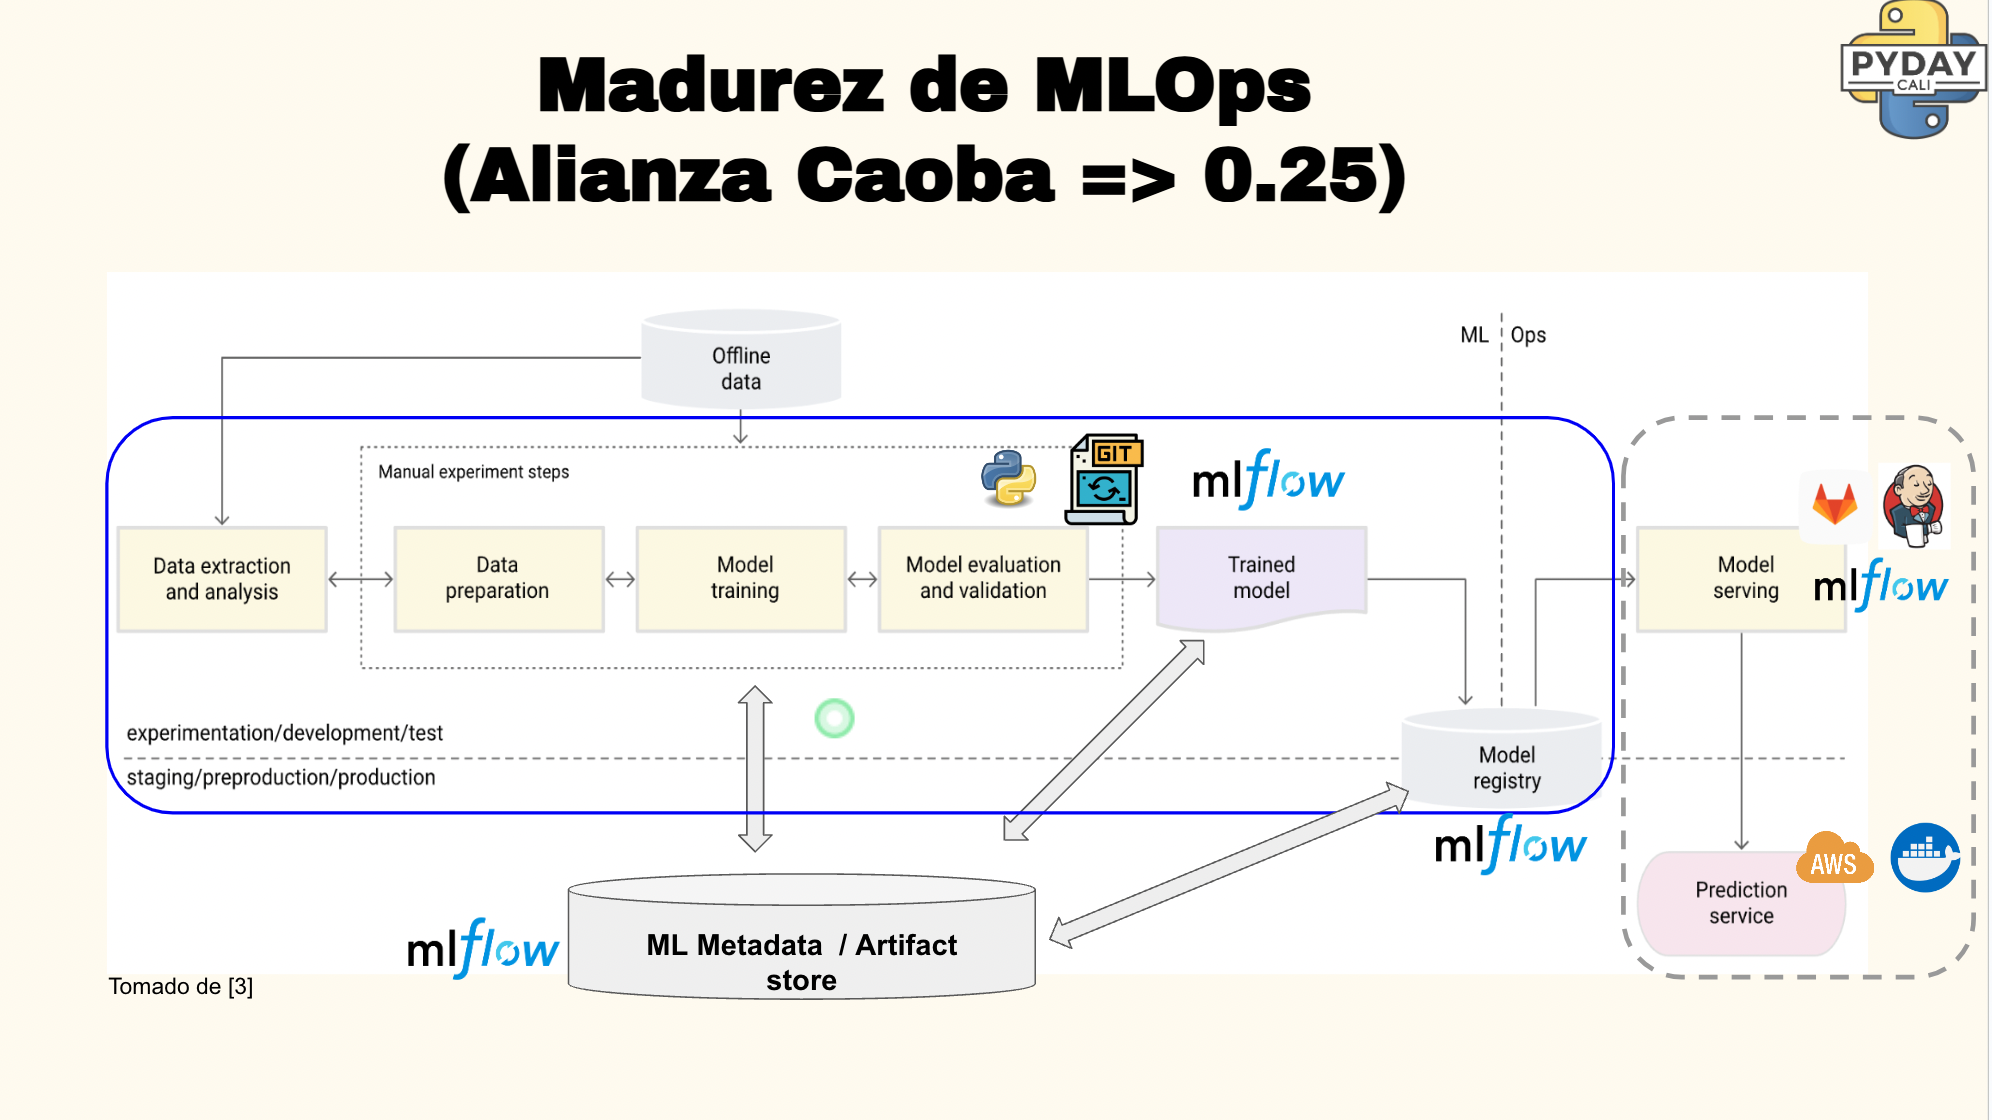 PYDAY
CALI
Madurez de MLOps
(Alianza Caoba => 0.25)
Offline
data
ML
Ops
Manual experiment steps
GIT
mlflow
Data extraction
and analysis
Data
preparation
Model
training
Model evaluation
and validation
Trained
model
Model
serving
mlflow
experimentation/development/test
staging/preproduction/production
Model
registry
mlflow
AWS
Prediction
service
mlflow
ML Metadata / Artifact
store
Tomado de [3]